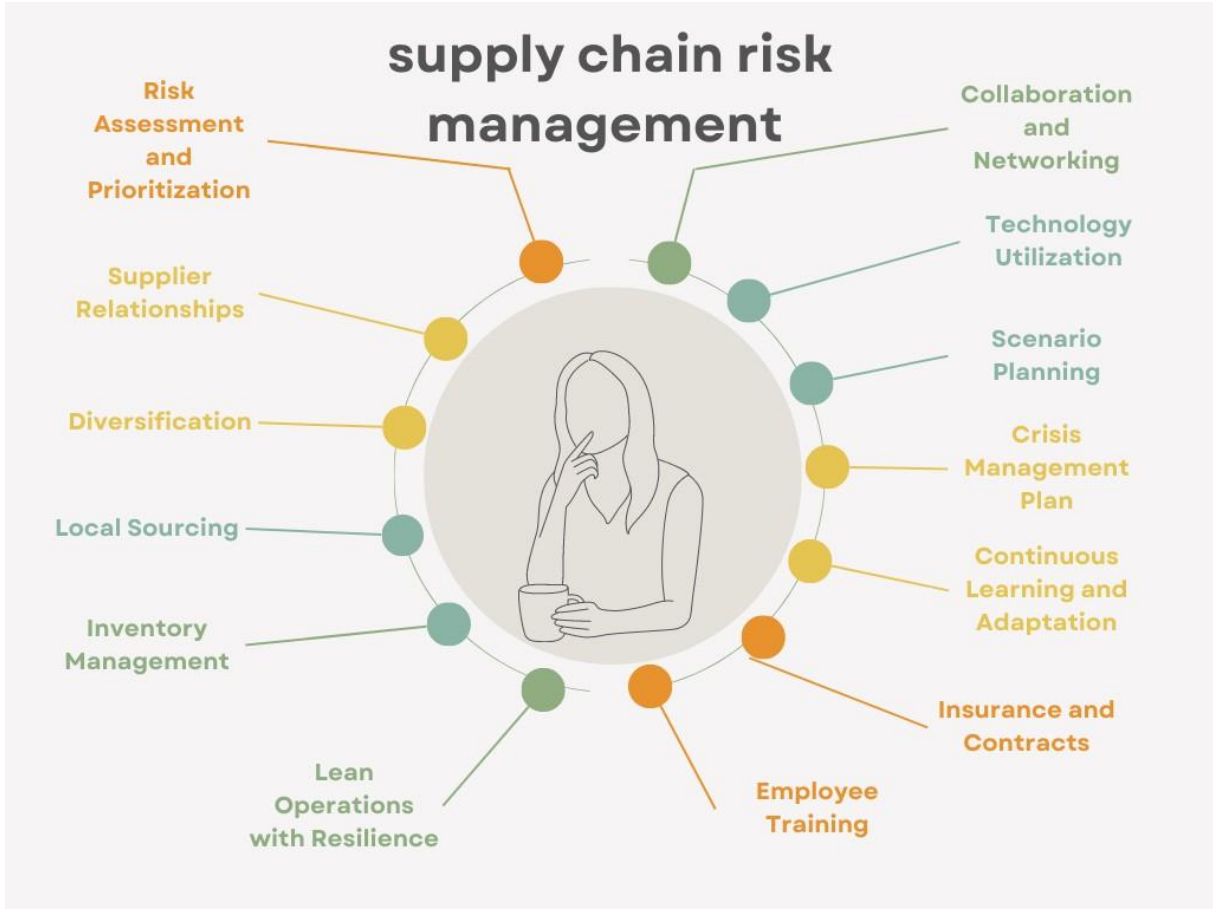 supply chain risk
management
Risk
Assessment
and
Prioritization
Supplier
Relationships
Diversification
Local Sourcing
Inventory
Management
Lean
Operations
with Resilience
Collaboration
and
Networking
Technology
Utilization
Scenario
Planning
Crisis
Management
Plan
Continuous
Learning and
Adaptation
Insurance and
Contracts
Employee
Training